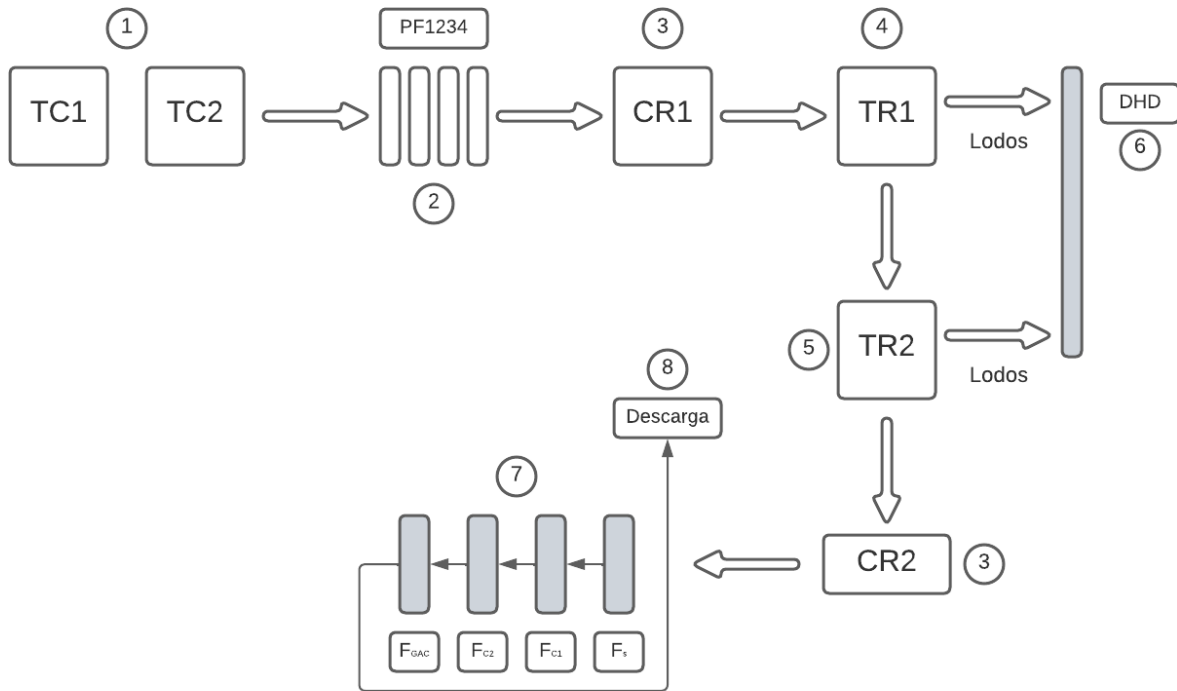 1
PF1234
3
4
TC1
TC2
CR1
TR1
DHD
Lodos
6
2
TR2
5
Lodos
8
Descarga
7
CR2
3
FGAC
FC2
FC1
Fs